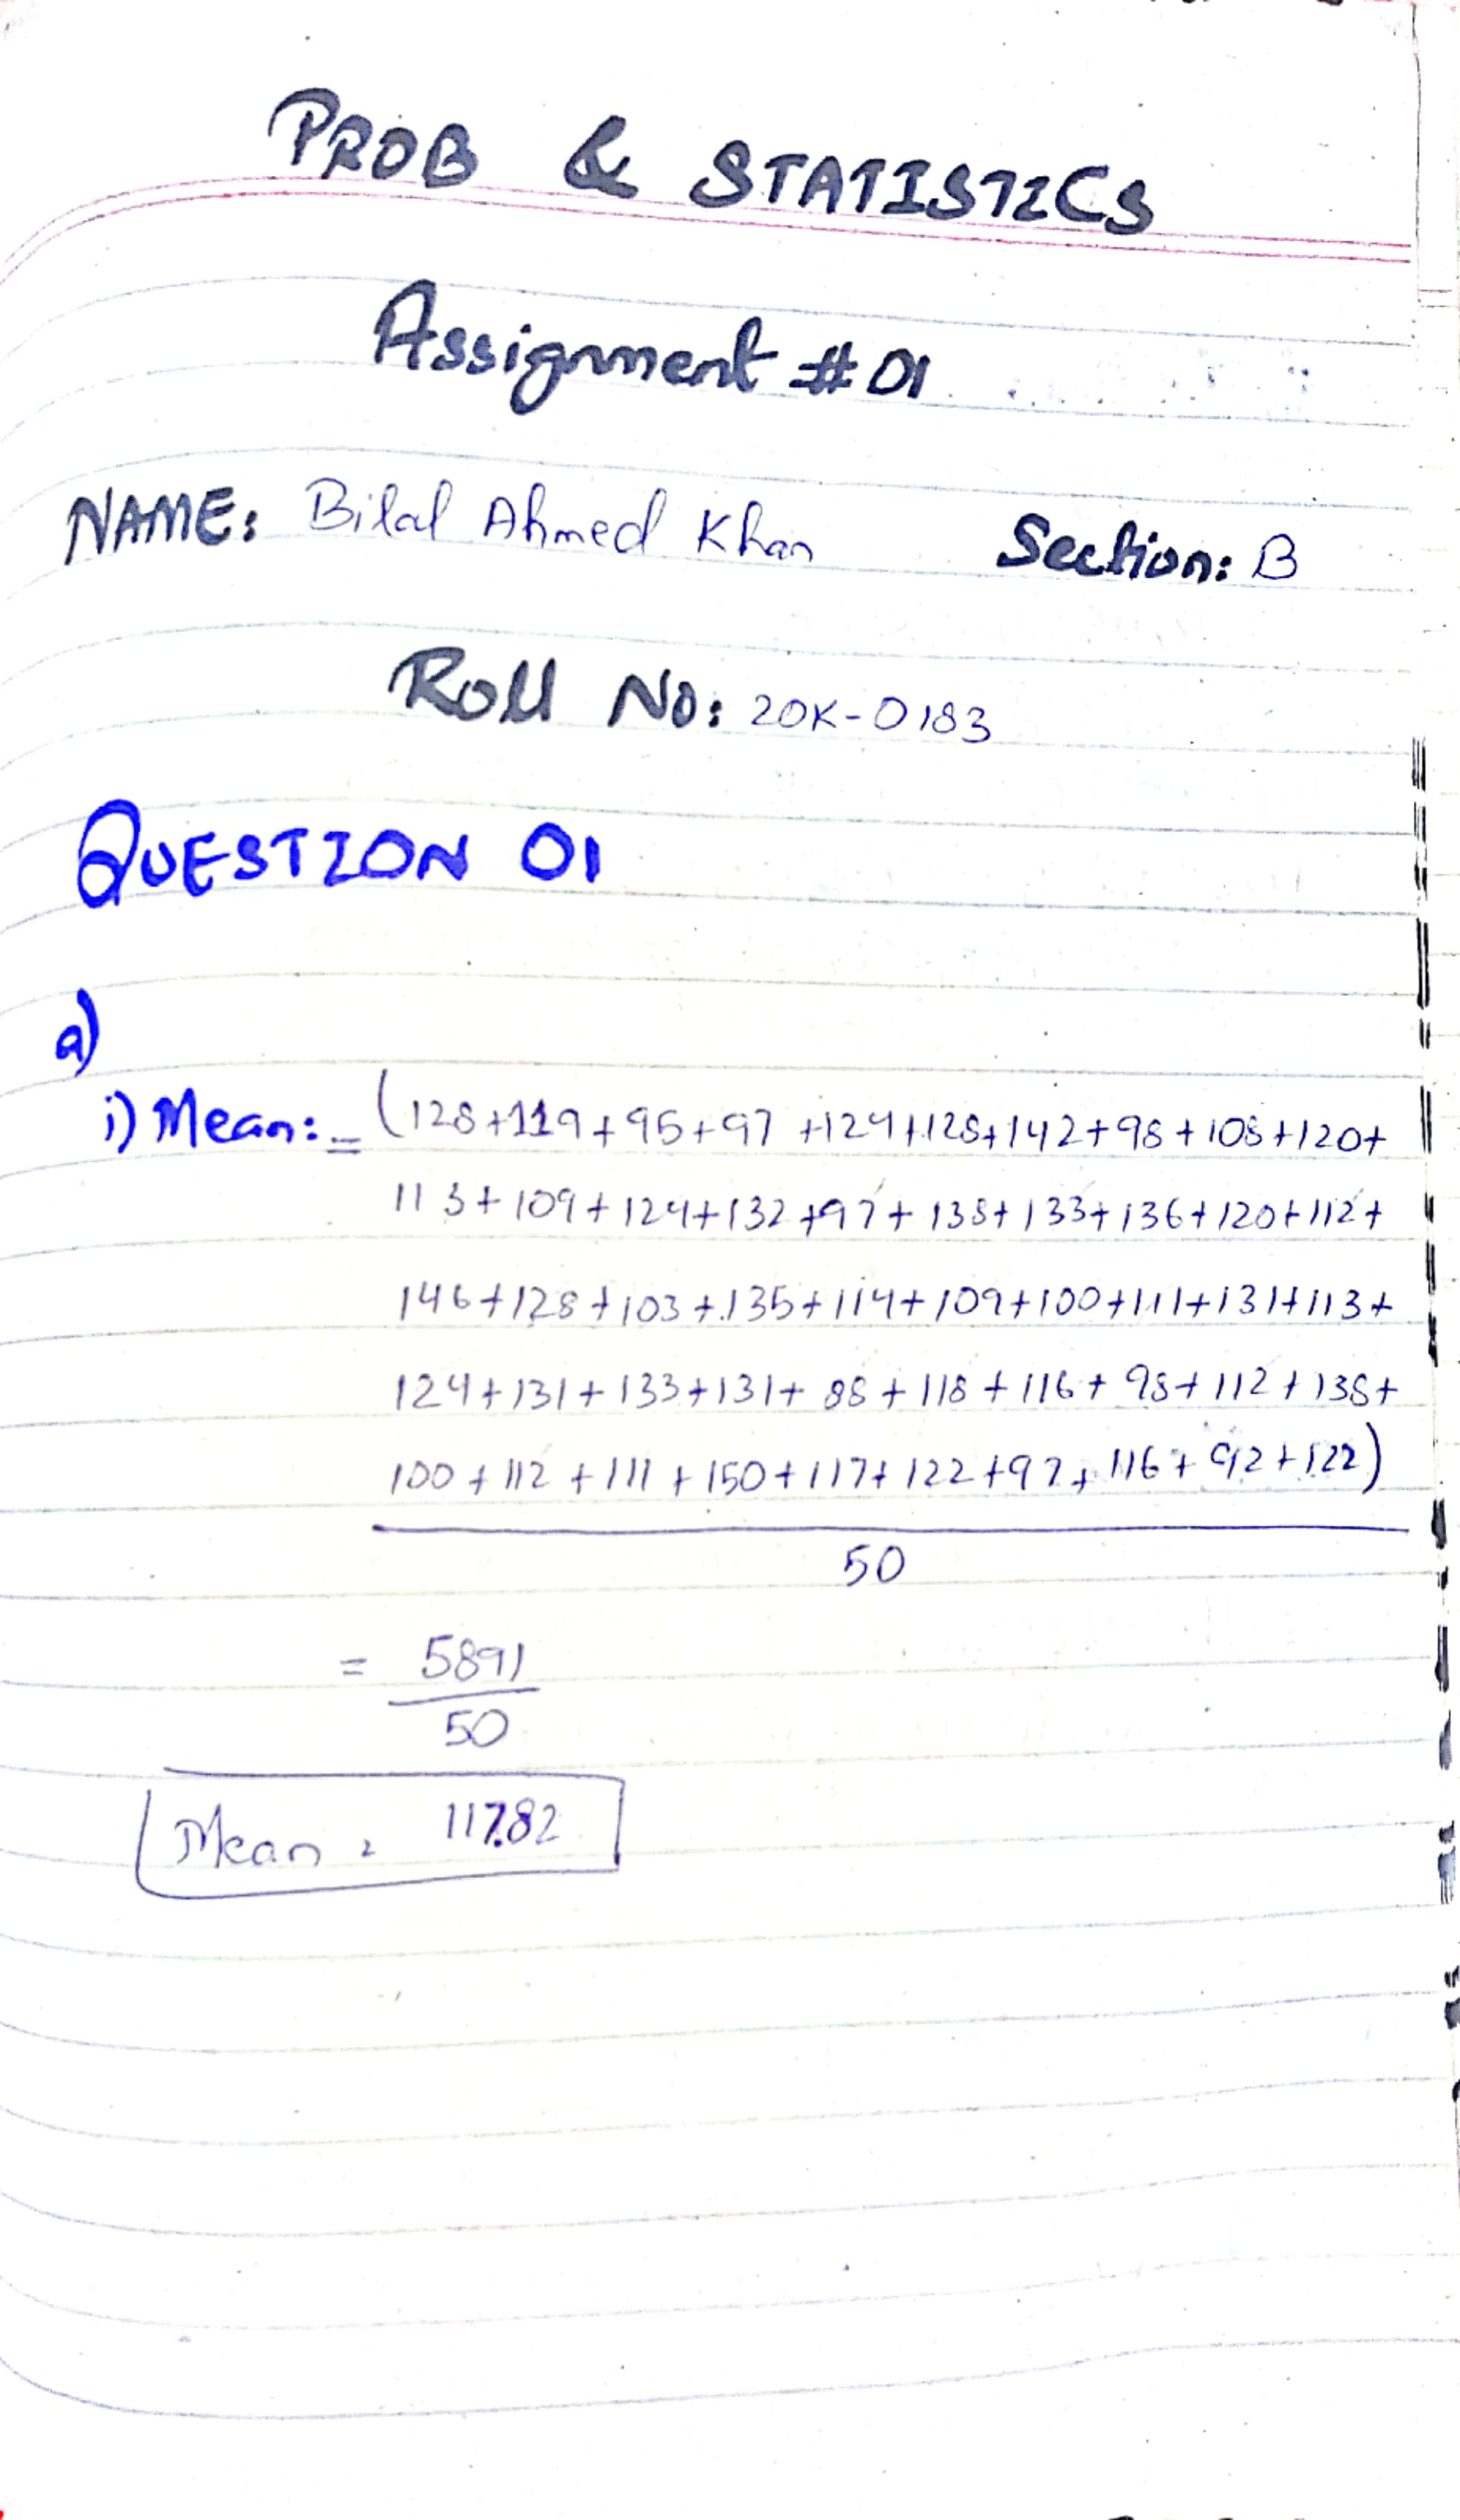 PROB & STATISTICS
Assignment #01
NAME: Bilal Ahmed Khan Section: B
Roll No: 20K-0183
QUESTION 01
a)
i) Mean: = (128+119+95+97+124+128+142+98+108+120+
113+109+124+132+97+138+133+136+120+112+
146+128+103+135+114+109+100+111+131+113+
124+131+133+131+88+118+116+98+112+138+
100+112+111+150+117+122+97+116+92+122)
50
= 5891
50
Mean = 117.82